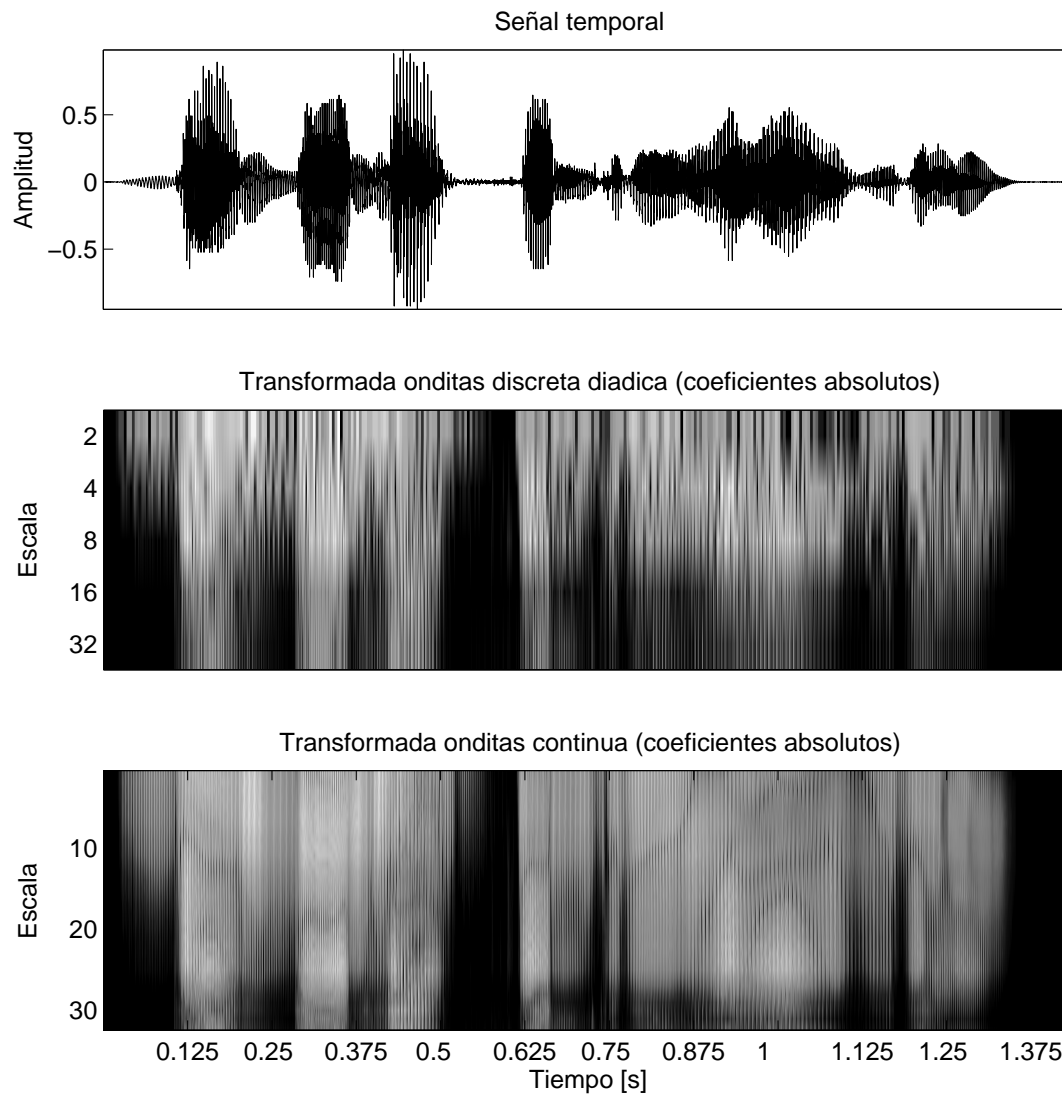 Señal temporal
Amplitud
0.5
0
−0.5
Transformada onditas discreta diadica (coeficientes absolutos)
Escala
2
4
8
16
32
Transformada onditas continua (coeficientes absolutos)
Escala
10
20
30
0.125 0.25 0.375 0.5 0.625 0.75 0.875 1 1.125 1.25 1.375
Tiempo [s]